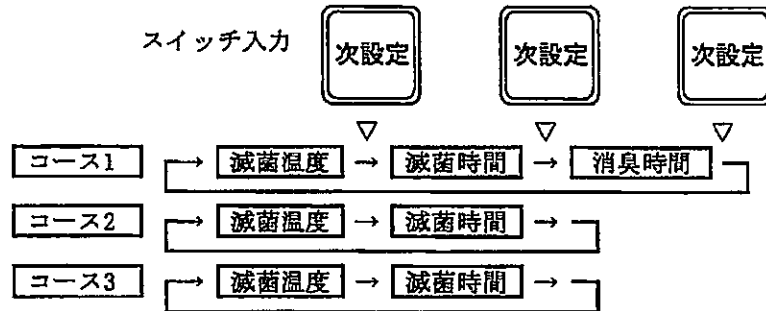 スイッチ入力 次設定 次設定 次設定
▽ ▽ ▽
コース1 → 滅菌温度 → 滅菌時間 → 消臭時間
コース2 → 滅菌温度 → 滅菌時間 →
コース3 → 滅菌温度 → 滅菌時間 →